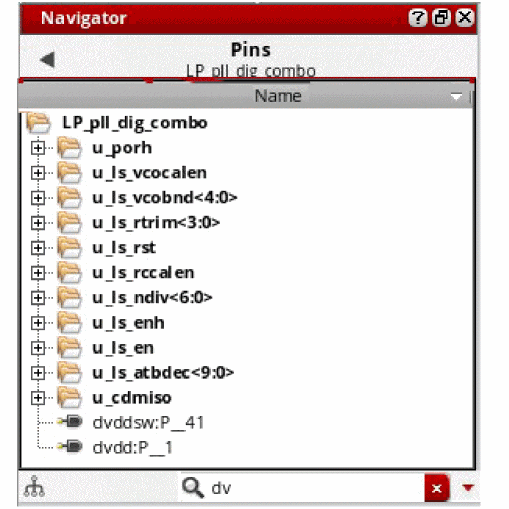 Navigator
Pins
LP_pll_dig_combo
Name
LP_pll_dig_combo
u_porh
u_ls_vcocalen
u_ls_vcobnd<4:0>
u_ls_rtrim<3:0>
u_ls_rst
u_ls_rccalen
u_ls_ndiv<6:0>
u_ls_enh
u_ls_en
u_ls_atbdec<9:0>
u_cdmiso
dvddsw:P__41
dvdd:P__1
dv